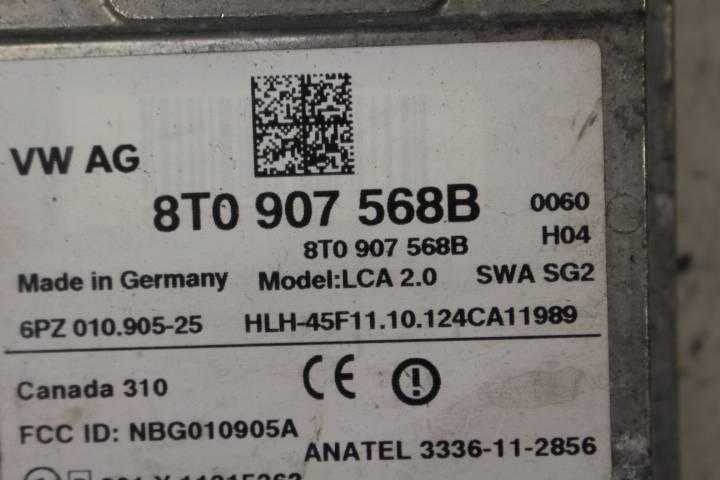 VW AG
8T0 907 568B 0060
8T0 907 568B H04
Made in Germany Model:LCA 2.0 SWA SG2
6PZ 010.905-25 HLH-45F11.10.124CA11989
Canada 310 CE
FCC ID: NBG010905A
ANATEL 3336-11-2856